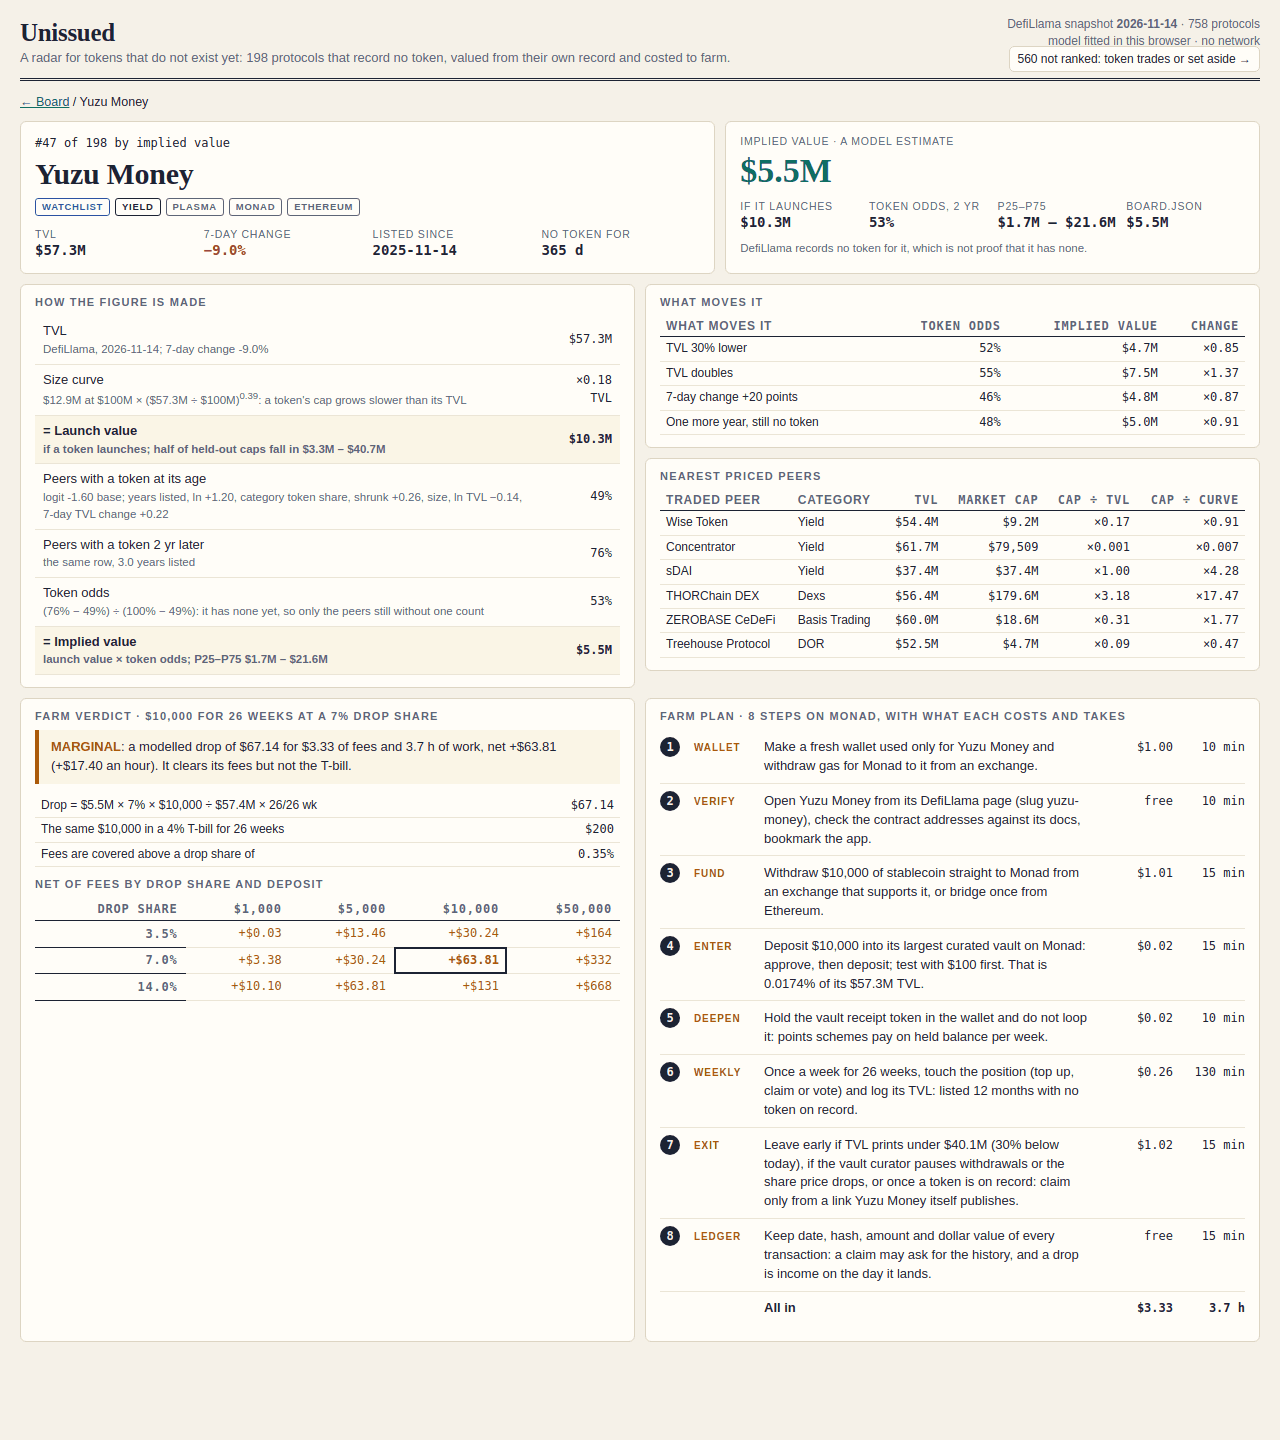 Unissued
A radar for tokens that do not exist yet: 198 protocols that record no token, valued from their own record and costed to farm.
DefiLlama snapshot 2026-11-14 · 758 protocols
model fitted in this browser · no network
560 not ranked: token trades or set aside →
← Board / Yuzu Money
#47 of 198 by implied value
Yuzu Money
WATCHLIST YIELD PLASMA MONAD ETHEREUM
TVL 7-DAY CHANGE LISTED SINCE NO TOKEN FOR
$57.3M −9.0% 2025-11-14 365 d
IMPLIED VALUE · A MODEL ESTIMATE
$5.5M
IF IT LAUNCHES TOKEN ODDS, 2 YR P25–P75 BOARD.JSON
$10.3M 53% $1.7M – $21.6M $5.5M
DefiLlama records no token for it, which is not proof that it has none.
HOW THE FIGURE IS MADE
TVL
DefiLlama, 2026-11-14; 7-day change -9.0%
$57.3M
Size curve
$12.9M at $100M × ($57.3M ÷ $100M)0.39: a token's cap grows slower than its TVL
×0.18
TVL
= Launch value
if a token launches; half of held-out caps fall in $3.3M – $40.7M
$10.3M
Peers with a token at its age
logit -1.60 base; years listed, ln +1.20, category token share, shrunk +0.26, size, ln TVL −0.14,
7-day TVL change +0.22
49%
Peers with a token 2 yr later
the same row, 3.0 years listed
76%
Token odds
(76% − 49%) ÷ (100% − 49%): it has none yet, so only the peers still without one count
53%
= Implied value
launch value × token odds; P25–P75 $1.7M – $21.6M
$5.5M
WHAT MOVES IT
WHAT MOVES IT TOKEN ODDS IMPLIED VALUE CHANGE
TVL 30% lower 52% $4.7M ×0.85
TVL doubles 55% $7.5M ×1.37
7-day change +20 points 46% $4.8M ×0.87
One more year, still no token 48% $5.0M ×0.91
NEAREST PRICED PEERS
TRADED PEER CATEGORY TVL MARKET CAP CAP ÷ TVL CAP ÷ CURVE
Wise Token Yield $54.4M $9.2M ×0.17 ×0.91
Concentrator Yield $61.7M $79,509 ×0.001 ×0.007
sDAI Yield $37.4M $37.4M ×1.00 ×4.28
THORChain DEX Dexs $56.4M $179.6M ×3.18 ×17.47
ZEROBASE CeDeFi Basis Trading $60.0M $18.6M ×0.31 ×1.77
Treehouse Protocol DOR $52.5M $4.7M ×0.09 ×0.47
FARM VERDICT · $10,000 FOR 26 WEEKS AT A 7% DROP SHARE
MARGINAL: a modelled drop of $67.14 for $3.33 of fees and 3.7 h of work, net +$63.81
(+$17.40 an hour). It clears its fees but not the T-bill.
Drop = $5.5M × 7% × $10,000 ÷ $57.4M × 26/26 wk $67.14
The same $10,000 in a 4% T-bill for 26 weeks $200
Fees are covered above a drop share of 0.35%
NET OF FEES BY DROP SHARE AND DEPOSIT
DROP SHARE $1,000 $5,000 $10,000 $50,000
3.5% +$0.03 +$13.46 +$30.24 +$164
7.0% +$3.38 +$30.24 +$63.81 +$332
14.0% +$10.10 +$63.81 +$131 +$668
FARM PLAN · 8 STEPS ON MONAD, WITH WHAT EACH COSTS AND TAKES
1 WALLET Make a fresh wallet used only for Yuzu Money and $1.00 10 min
withdraw gas for Monad to it from an exchange.
2 VERIFY Open Yuzu Money from its DefiLlama page (slug yuzu- free 10 min
money), check the contract addresses against its docs,
bookmark the app.
3 FUND Withdraw $10,000 of stablecoin straight to Monad from $1.01 15 min
an exchange that supports it, or bridge once from
Ethereum.
4 ENTER Deposit $10,000 into its largest curated vault on Monad: $0.02 15 min
approve, then deposit; test with $100 first. That is
0.0174% of its $57.3M TVL.
5 DEEPEN Hold the vault receipt token in the wallet and do not loop $0.02 10 min
it: points schemes pay on held balance per week.
6 WEEKLY Once a week for 26 weeks, touch the position (top up, $0.26 130 min
claim or vote) and log its TVL: listed 12 months with no
token on record.
7 EXIT Leave early if TVL prints under $40.1M (30% below $1.02 15 min
today), if the vault curator pauses withdrawals or the
share price drops, or once a token is on record: claim
only from a link Yuzu Money itself publishes.
8 LEDGER Keep date, hash, amount and dollar value of every free 15 min
transaction: a claim may ask for the history, and a drop
is income on the day it lands.
All in $3.33 3.7 h